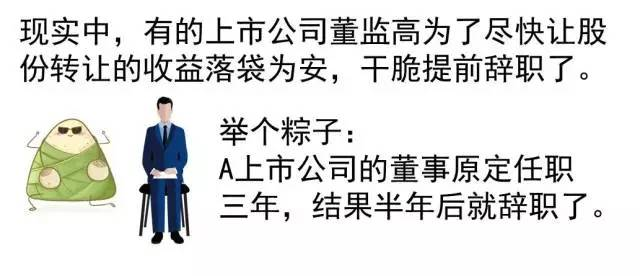 现实中，有的上市公司董监高为了尽快让股
份转让的收益落袋为安，干脆提前辞职了。
举个粽子：
A上市公司的董事原定任职
三年，结果半年后就辞职了。